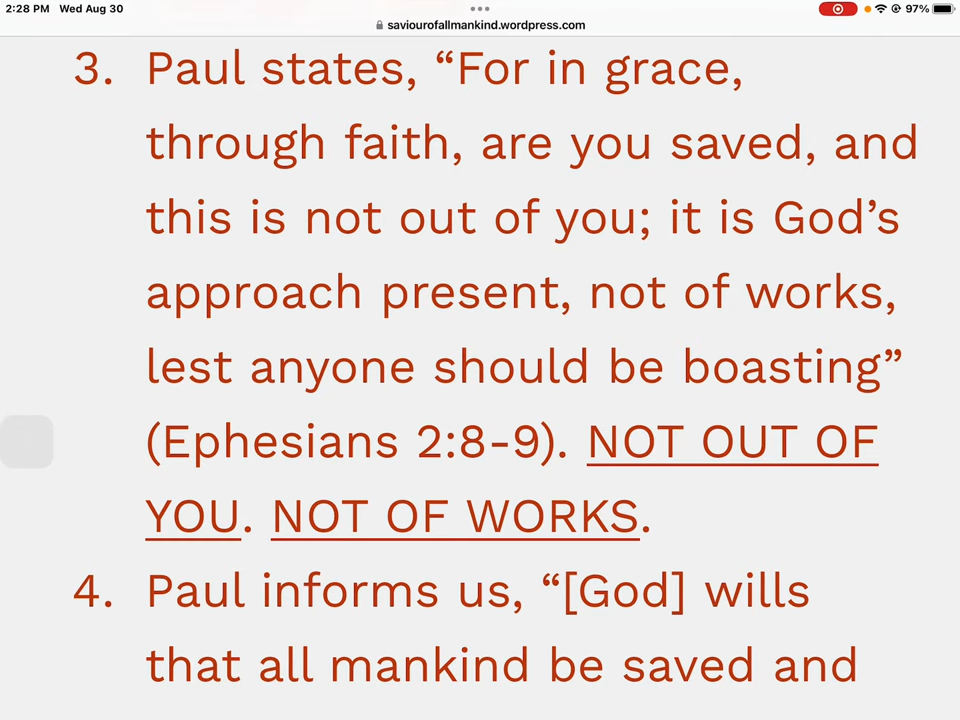 2:28 PM Wed Aug 30
97%
saviourofallmankind.wordpress.com
3. Paul states, “For in grace,
through faith, are you saved, and
this is not out of you; it is God’s
approach present, not of works,
lest anyone should be boasting”
(Ephesians 2:8-9). NOT OUT OF
YOU. NOT OF WORKS.
4. Paul informs us, “[God] wills
that all mankind be saved and